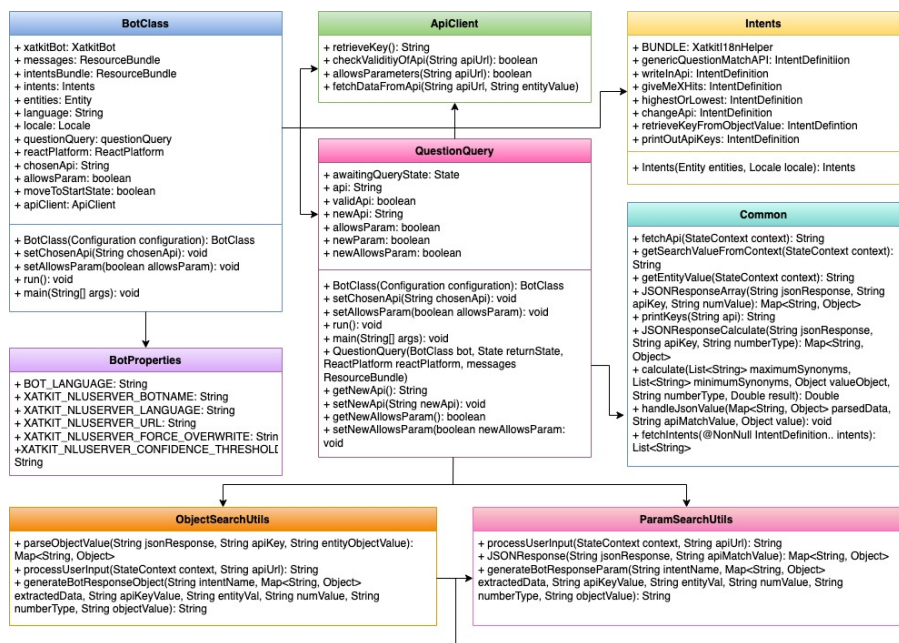 BotClass
+ xatkitBot: XatkitBot
+ messages: ResourceBundle
+ intentsBundle: ResourceBundle
+ intents: Intents
+ entities: Entity
+ language: String
+ locale: Locale
+ questionQuery: questionQuery
+ reactPlatform: ReactPlatform
+ chosenApi: String
+ allowsParam: boolean
+ moveToStartState: boolean
+ apiClient: ApiClient
+ BotClass(Configuration configuration): BotClass
+ setChosenApi(String chosenApi): void
+ setAllowsParam(boolean allowsParam): void
+ run(): void
+ main(String[] args): void
ApiClient
+ retrieveKey(): String
+ checkValiditiyOfApi(String apiUrl): boolean
+ allowsParameters(String apiUrl): boolean
+ fetchDataFromApi(String apiUrl, String entityValue)
Intents
+ BUNDLE: XatkitI18nHelper
+ genericQuestionMatchAPI: IntentDefinitiion
+ writeInApi: IntentDefinition
+ giveMeXHits: IntentDefinition
+ highestOrLowest: IntentDefinition
+ changeApi: IntentDefinition
+ retrieveKeyFromObjectValue: IntentDefintion
+ printOutApiKeys: IntentDefinition
+ Intents(Entity entities, Locale locale): Intents
QuestionQuery
+ awaitingQueryState: State
+ api: String
+ validApi: boolean
+ newApi: String
+ allowsParam: boolean
+ newParam: boolean
+ newAllowParam: boolean
+ BotClass(Configuration configuration): BotClass
+ setChosenApi(String chosenApi): void
+ setAllowsParam(boolean allowsParam): void
+ run(): void
+ main(String[] args): void
+ QuestionQuery(BotClass bot, State returnState,
ReactPlatform reactPlatform, messages
ResourceBundle)
+ getNewApi(): String
+ setNewApi(String newApi): void
+ getNewAllowsParam(): boolean
+ setNewAllowsParam(boolean newAllowsParam:
void
Common
+ fetchApi(StateContext context): String
+ getSearchValueFromContext(StateContext context):
String
+ getEntityValue(StateContext context): String
+ JSONResponseArray(String jsonResponse, String
apiKey, String numValue): Map<String, Object>
+ printKeys(String api): String
+ JSONResponseCalculate(String jsonResponse,
String apiKey, String numberType): Map<String,
Object>
+ calculate(List<String> maximumSynonyms,
List<String> minimumSynonyms, Object valueObject,
String numberType, Double result): Double
+ handleJsonValue(Map<String, Object> parsedData,
String apiMatchValue, Object value): void
+ fetchIntents(@NonNull IntentDefinition.. intents):
List<String>
BotProperties
+ BOT_LANGUAGE: String
+ XATKIT_NLUSERVER_BOTNAME: String
+ XATKIT_NLUSERVER_LANGUAGE: String
+ XATKIT_NLUSERVER_URL: String
+ XATKIT_NLUSERVER_FORCE_OVERWRITE: Strin
+XATKIT_NLUSERVER_CONFIDENCE_THRESHOLD
String
ObjectSearchUtils
+ parseObjectValue(String jsonResponse, String apiKey, String entityObjectValue):
Map<String, Object>
+ processUserInput(StateContext context, String apiUrl): String
+ generateBotResponseObject(String intentName, Map<String, Object>
extractedData, String apiKeyValue, String entityVal, String numValue, String
numberType, String objectValue): String
ParamSearchUtils
+ processUserInput(StateContext context, String apiUrl): String
+ JSONResponse(String jsonResponse, String apiMatchValue): Map<String, Object>
+ generateBotResponseParam(String intentName, Map<String, Object>
extractedData, String apiKeyValue, String entityVal, String numValue, String
numberType, String objectValue): String